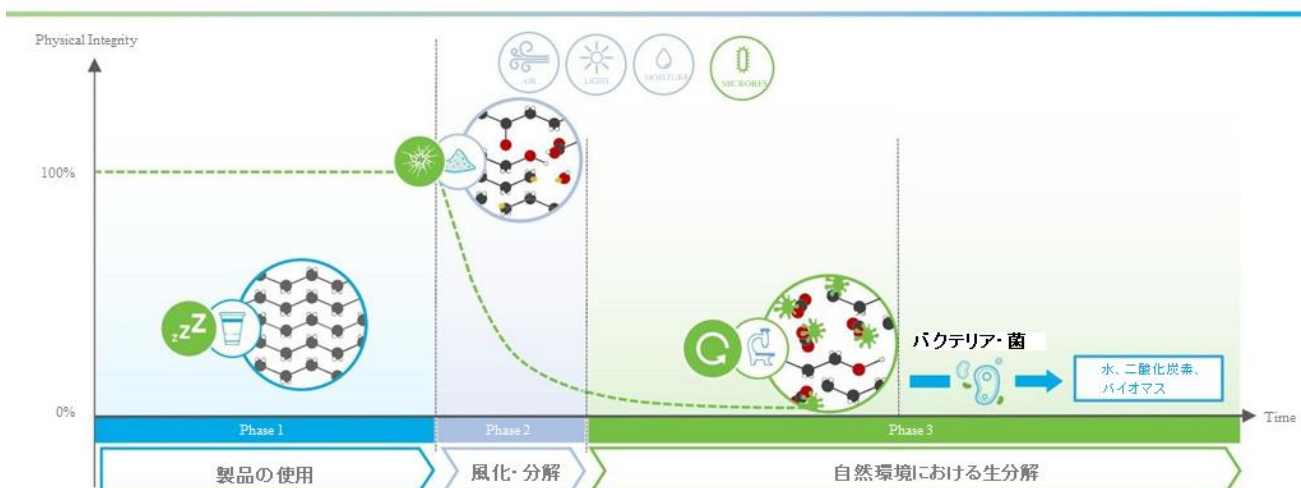 Physical Integrity
AIR
LIGHT
MOISTURE
MICROBES
100%
zzZ
バクテリア・菌
水、二酸化炭素、
バイオマス
0%
Time
Phase 1
Phase 2
Phase 3
製品の使用
風化・分解
自然環境における生分解